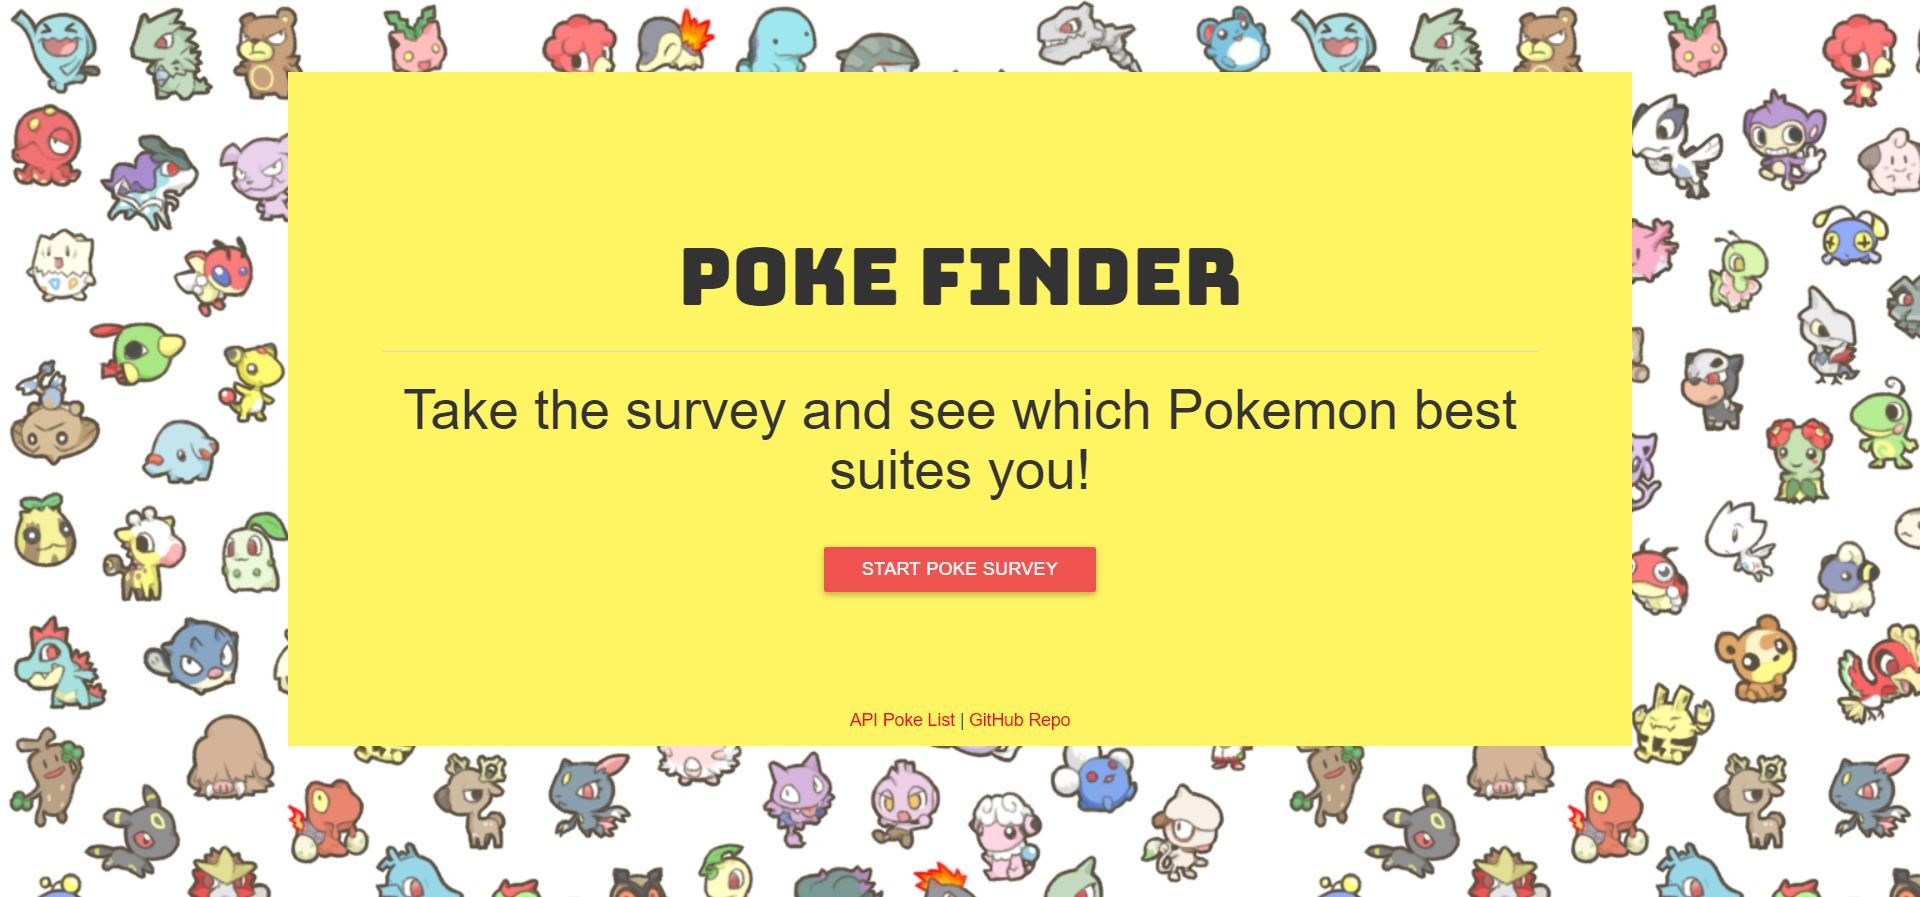 POKE FINDER
Take the survey and see which Pokemon best
suites you!
START POKE SURVEY
API Poke List | GitHub Repo